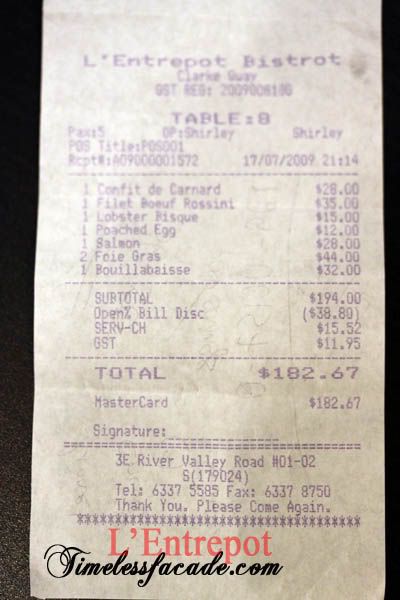 L'Entrepot Bistrot
Clarke Quay
GST REG: 200900810G
TABLE:8
Pax:5 OP:Shirley Shirley
POS Title:POS001
Rcpt#:A09000001572 17/07/2009 21:14
1 Confit de Carnard $28.00
1 Filet Boeuf Rossini $35.00
1 Lobster Bisque $15.00
1 Poached Egg $12.00
1 Salmon $28.00
2 Foie Gras $44.00
1 Bouillabaisse $32.00
SUBTOTAL $194.00
Open% Bill Disc ($38.80)
SERV-CH $15.52
GST $11.95
TOTAL $182.67
MasterCard $182.67
Signature:
3E River Valley Road #01-02
S(179024)
Tel: 6337 5585 Fax: 6337 8750
Thank You. Please Come Again.
L'Entrepot
Timelessfacade.com